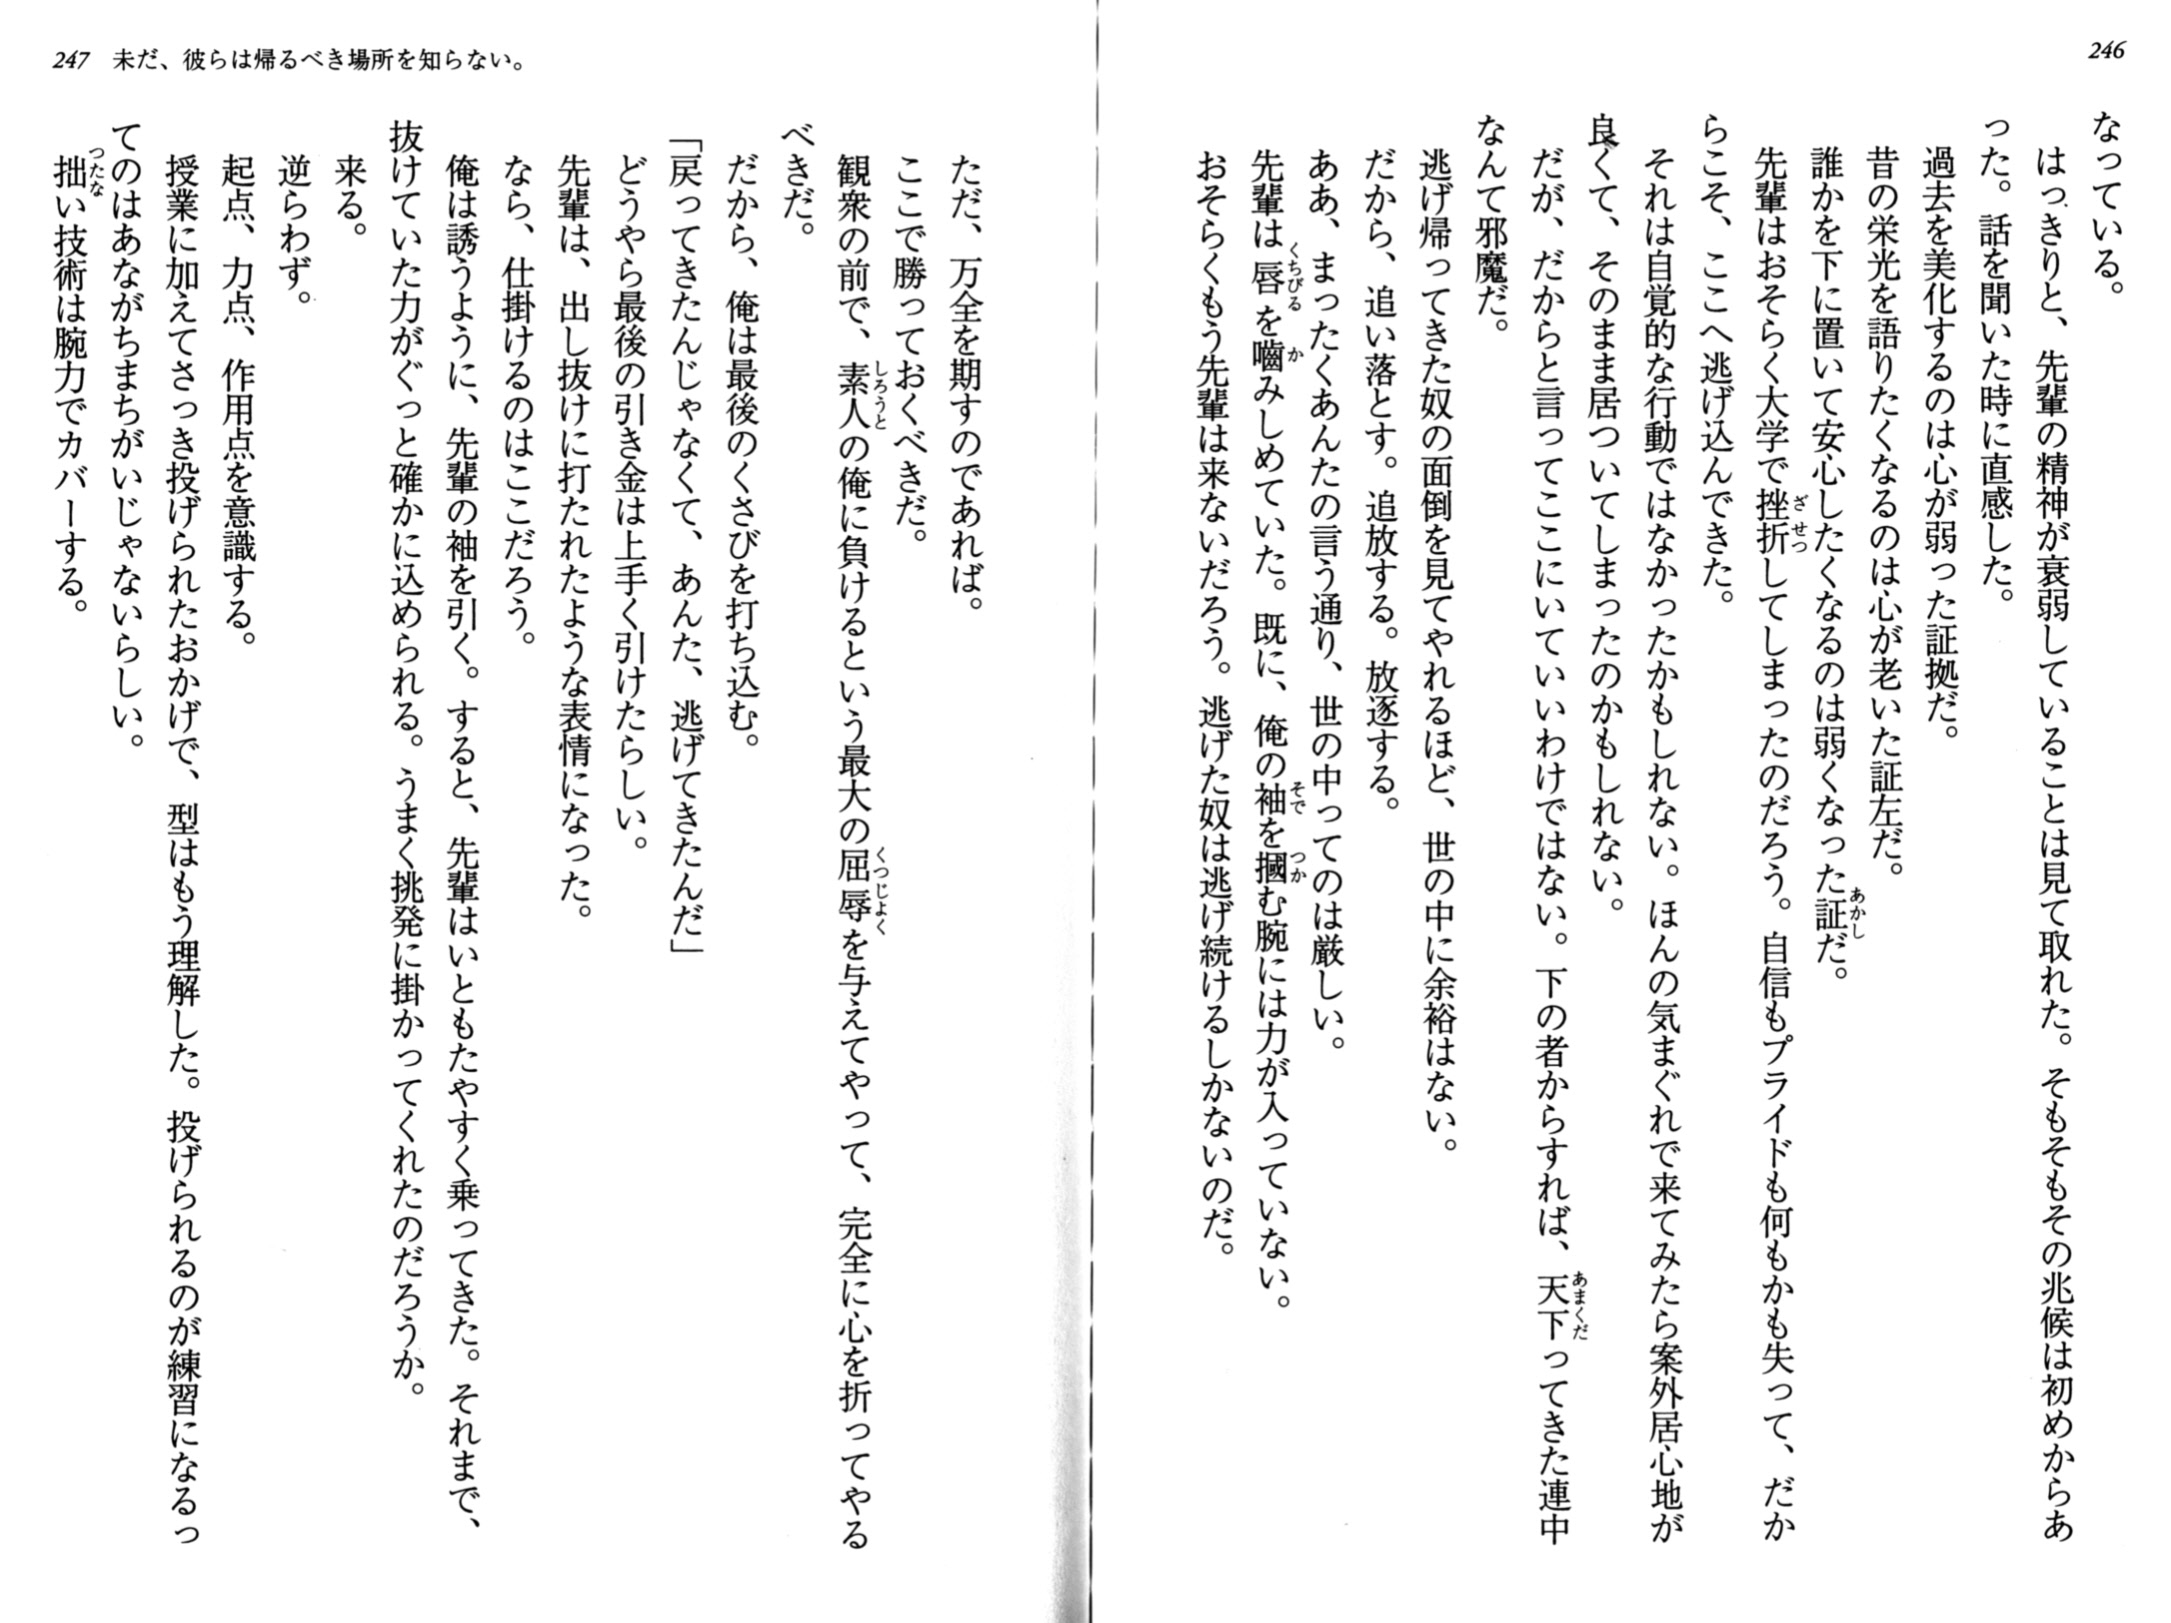 246
なっている。
はっきりと、先輩の精神が衰弱していることは見て取れた。そもそもその兆候は初めからあ
った。話を聞いた時に直感した。
過去を美化するのは心が弱った証拠だ。
昔の栄光を語りたくなるのは心が老いた証左だ。
誰かを下に置いて安心したくなるのは弱くなった証だ。
先輩はおそらく大学で挫折してしまったのだろう。自信もプライドも何もかも失って、だか
らこそ、ここへ逃げ込んできた。
それは自覚的な行動ではなかったかもしれない。ほんの気まぐれで来てみたら案外居心地が
良くて、そのまま居ついてしまったのかもしれない。
だが、だからと言ってここにいていいわけではない。下の者からすれば、天下ってきた連中
なんて邪魔だ。
逃げ帰ってきた奴の面倒を見てやれるほど、世の中に余裕はない。
だから、追い落とす。追放する。放逐する。
ああ、まったくあんたの言う通り、世の中ってのは厳しい。
先輩は唇を嚙みしめていた。既に、俺の袖を摑む腕には力が入っていない。
おそらくもう先輩は来ないだろう。逃げた奴は逃げ続けるしかないのだ。
247 未だ、彼らは帰るべき場所を知らない。
ただ、万全を期すのであれば。
ここで勝っておくべきだ。
観衆の前で、素人の俺に負けるという最大の屈辱を与えてやって、完全に心を折ってやる
べきだ。
だから、俺は最後のくさびを打ち込む。
「戻ってきたんじゃなくて、あんた、逃げてきたんだ」
どうやら最後の引き金は上手く引けたらしい。
先輩は、出し抜けに打たれたような表情になった。
なら、仕掛けるのはここだろう。
俺は誘うように、先輩の袖を引く。すると、先輩はいともたやすく乗ってきた。それまで、
抜けていた力がぐっと確かに込められる。うまく挑発に掛かってくれたのだろうか。
来る。
逆らわず。
起点、力点、作用点を意識する。
授業に加えてさっき投げられたおかげで、型はもう理解した。投げられるのが練習になるっ
てのはあながちまちがいじゃないらしい。
拙い技術は腕力でカバーする。